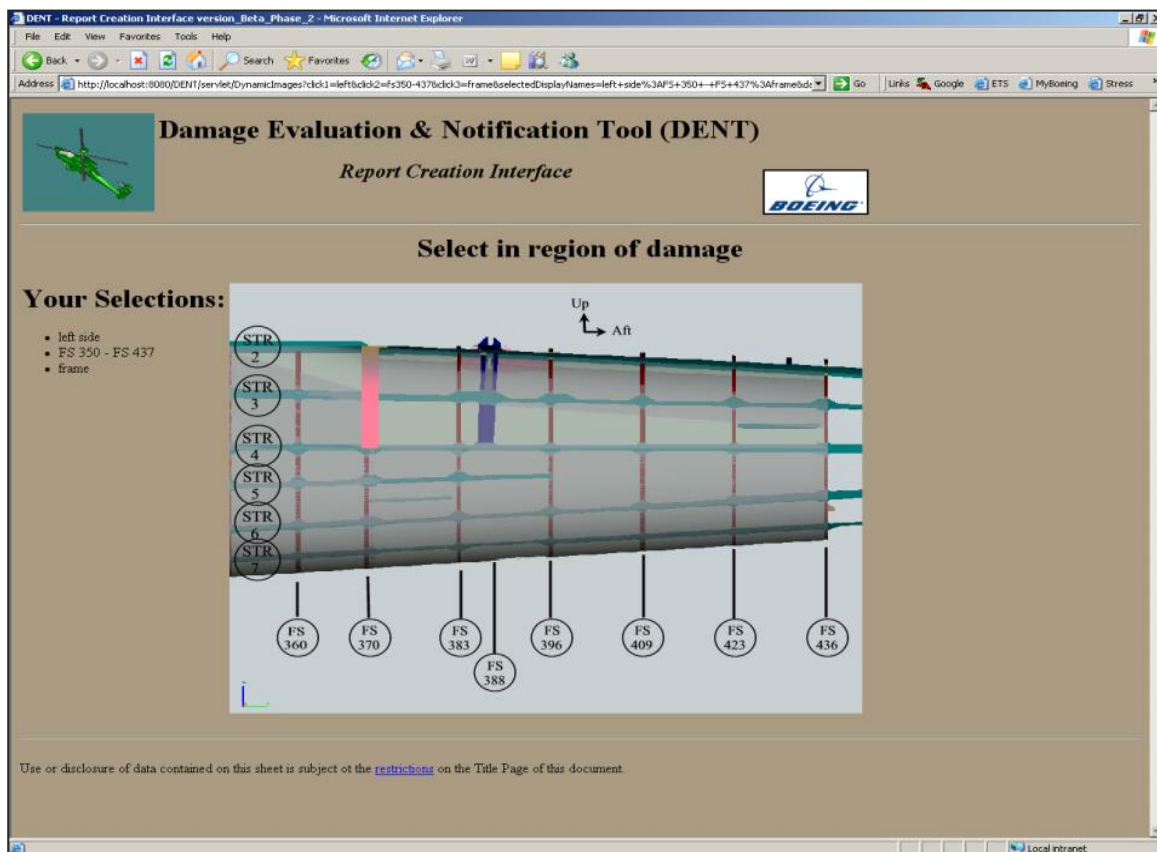 DENT - Report Creation Interface version_Beta_Phase_2 - Microsoft Internet Explorer
File Edit View Favorites Tools Help
Back Search Favorites
Address http://localhost:8080/DENT/servlet/DynamicImages?click1=left&click2=fs350-437&click3=frame&selectedDisplayNames=left+side%3AFS+350+-+FS+437%3Aframe&da Go Links Google ETS MyBoeing Stress
Damage Evaluation & Notification Tool (DENT)
Report Creation Interface
BOEING
Select in region of damage
Your Selections:
left side
FS 350 - FS 437
frame
Up
Aft
STR
2
STR
3
STR
4
STR
5
STR
6
STR
7
FS
360
FS
370
FS
383
FS
388
FS
396
FS
409
FS
423
FS
436
Use or disclosure of data contained on this sheet is subject ot the restrictions on the Title Page of this document.
Local intranet